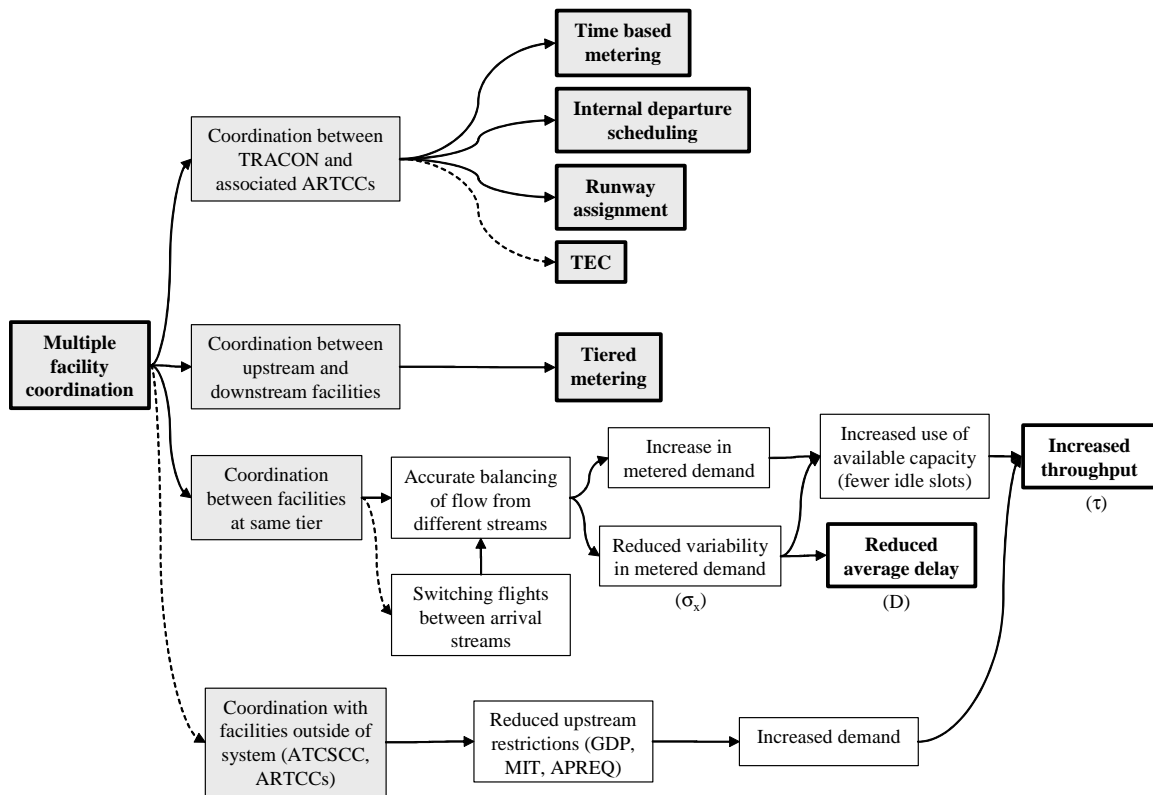 Time based
metering
Internal departure
scheduling
Coordination between
TRACON and
associated ARTCCs
Runway
assignment
TEC
Multiple
facility
coordination
Coordination between
upstream and
downstream facilities
Tiered
metering
Coordination
between facilities
at same tier
Accurate balancing
of flow from
different streams
Increase in
metered demand
Increased use of
available capacity
(fewer idle slots)
Increased
throughput
(τ)
Reduced variability
in metered demand
(σx)
Reduced
average delay
(D)
Switching flights
between arrival
streams
Coordination with
facilities outside of
system (ATCSCC,
ARTCCs)
Reduced upstream
restrictions (GDP,
MIT, APREQ)
Increased demand